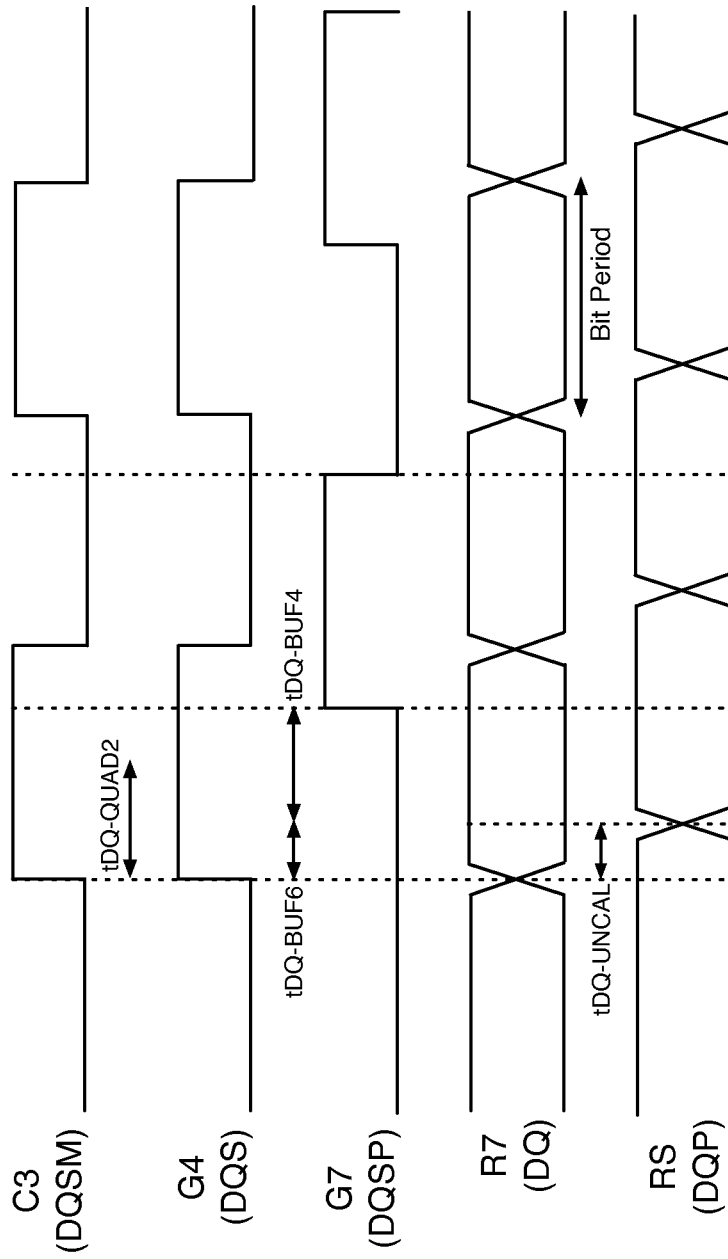 C3
(DQSM)
tDQ-QUAD2
G4
(DQS)
tDQ-BUF6
tDQ-BUF4
G7
(DQSP)
R7
(DQ)
Bit Period
tDQ-UNCAL
RS
(DQP)